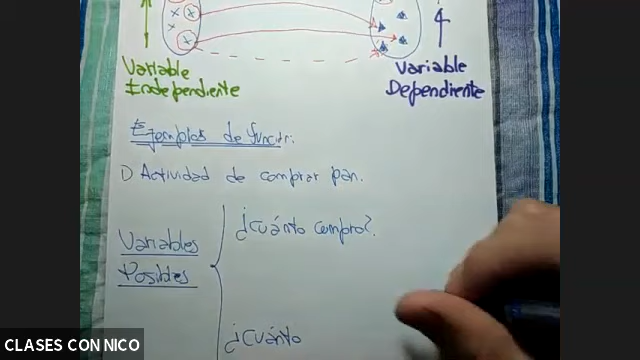 Variable
Independiente
Variable
Dependiente
Ejemplos de función:
1) Actividad de comprar pan.
Variables
Posibles
¿Cuánto compro?
¿Cuánto
CLASES CON NICO